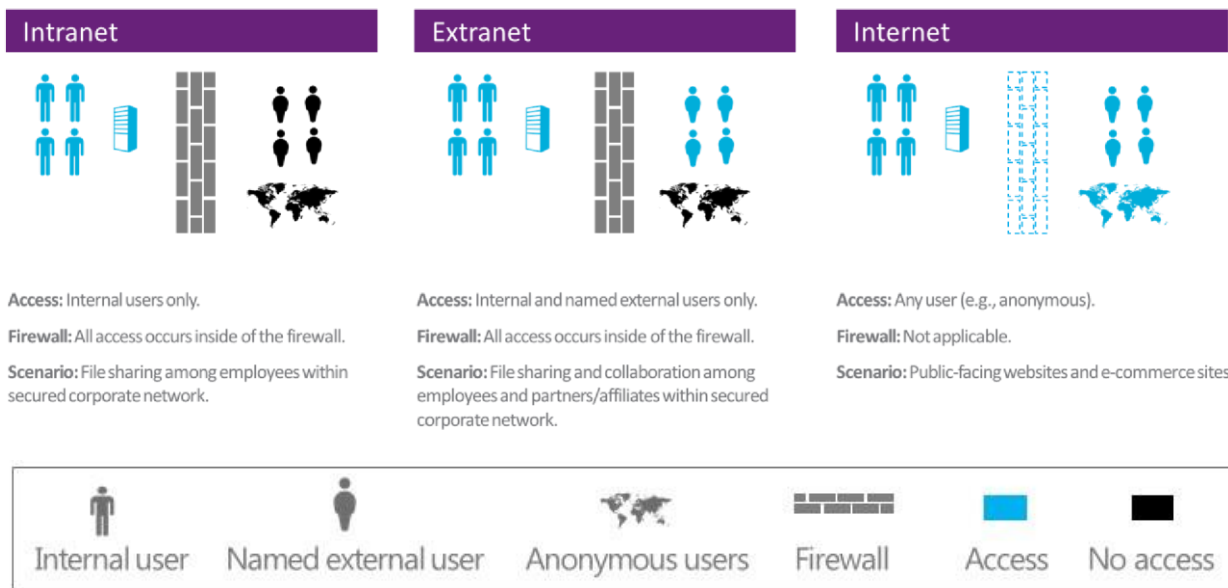 Intranet
Access: Internal users only.
Firewall: All access occurs inside of the firewall.
Scenario: File sharing among employees within
secured corporate network.
Extranet
Access: Internal and named external users only.
Firewall: All access occurs inside of the firewall.
Scenario: File sharing and collaboration among
employees and partners/affiliates within secured
corporate network.
Internet
Access: Any user (e.g., anonymous).
Firewall: Not applicable.
Scenario: Public-facing websites and e-commerce sites
Internal user
Named external user
Anonymous users
Firewall
Access
No access